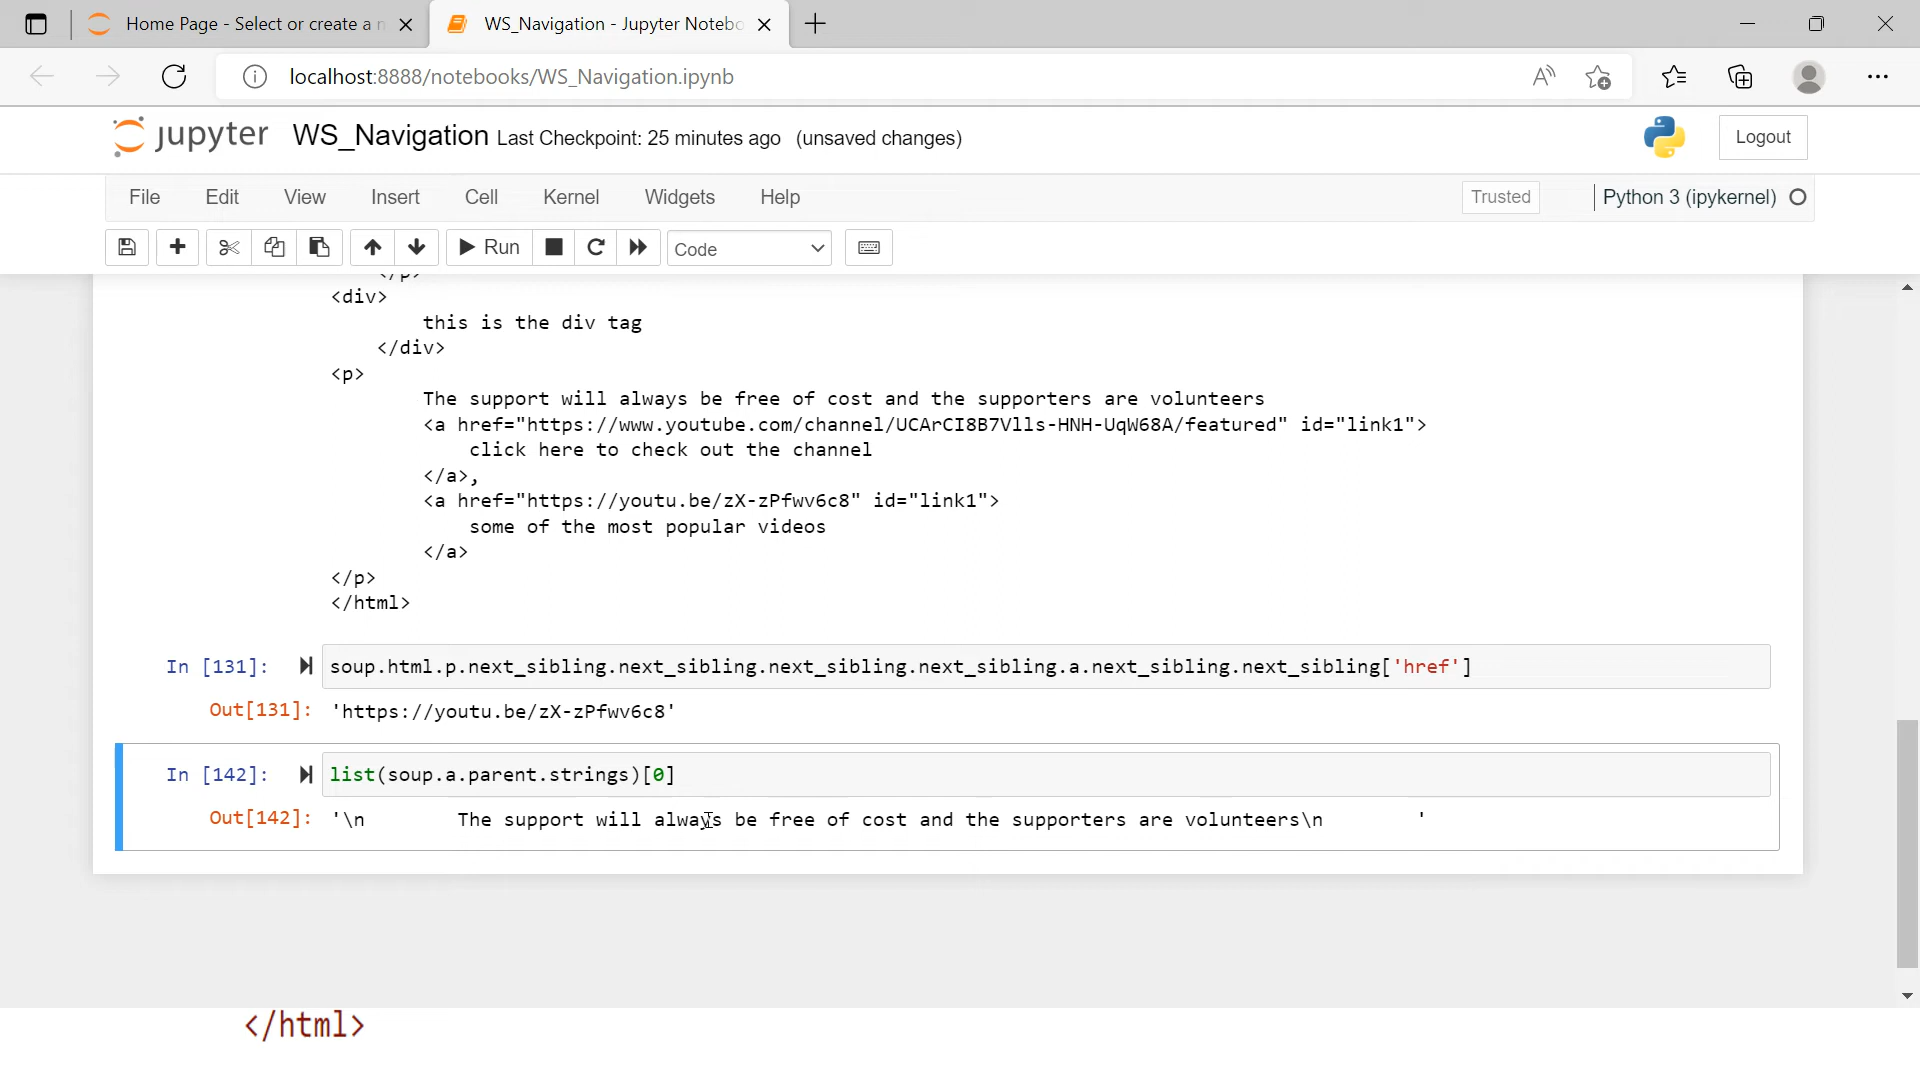 Home Page - Select or create a n
WS_Navigation - Jupyter Notebo
localhost:8888/notebooks/WS_Navigation.ipynb
jupyter WS_Navigation Last Checkpoint: 25 minutes ago (unsaved changes)
Logout
File Edit View Insert Cell Kernel Widgets Help
Trusted
Python 3 (ipykernel)
Run
Code
</p>
<div>
this is the div tag
</div>
<p>
The support will always be free of cost and the supporters are volunteers
<a href="https://www.youtube.com/channel/UCArCI8B7Vlls-HNH-UqW68A/featured" id="link1">
click here to check out the channel
</a>,
<a href="https://youtu.be/zX-zPfwv6c8" id="link1">
some of the most popular videos
</a>
</p>
</html>
In [131]: soup.html.p.next_sibling.next_sibling.next_sibling.next_sibling.a.next_sibling.next_sibling['href']
Out[131]: 'https://youtu.be/zX-zPfwv6c8'
In [142]: list(soup.a.parent.strings)[0]
Out[142]: '\n        The support will always be free of cost and the supporters are volunteers\n        '
</html>